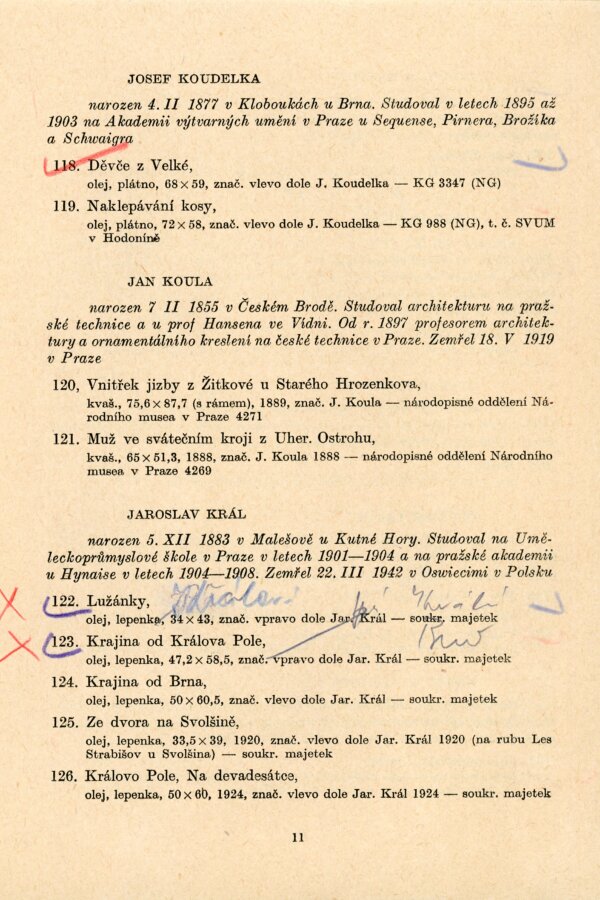 JOSEF KOUDELKA
narozen 4. II 1877 v Kloboukách u Brna. Studoval v letech 1895 až
1903 na Akademii výtvarných umění v Praze u Sequense, Pirnera, Brožíka
a Schwaigra
118. Děvče z Velké,
olej, plátno, 68×59, znač. vlevo dole J. Koudelka — KG 3347 (NG)
119. Naklepávání kosy,
olej, plátno, 72×58, znač. vlevo dole J. Koudelka — KG 988 (NG), t. č. SVUM
v Hodoníně
JAN KOULA
narozen 7 II 1855 v Českém Brodě. Studoval architekturu na praž-
ské technice a u prof Hansena ve Vídni. Od r. 1897 profesorem architek-
tury a ornamentálního kreslení na české technice v Praze. Zemřel 18. V 1919
v Praze
120, Vnitřek jizby z Žitkové u Starého Hrozenkova,
kvaš., 75,6×87,7 (s rámem), 1889, znač. J. Koula — národopisné oddělení Ná-
rodního musea v Praze 4271
121. Muž ve svátečním kroji z Uher. Ostrohu,
kvaš., 65×51,3, 1888, znač. J. Koula 1888 — národopisné oddělení Národního
musea v Praze 4269
JAROSLAV KRÁL
narozen 5. XII 1883 v Malešově u Kutné Hory. Studoval na Umě-
leckoprůmyslové škole v Praze v letech 1901—1904 a na pražské akademii
u Hynaise v letech 1904—1908. Zemřel 22. III 1942 v Oswiecimi v Polsku
122. Lužánky,
olej, lepenka, 34×43, znač. vpravo dole Jar. Král — soukr. majetek
123. Krajina od Králova Pole,
olej, lepenka, 47,2×58,5, znač. vpravo dole Jar. Král — soukr. majetek
124. Krajina od Brna,
olej, lepenka, 50×60,5, znač. vlevo dole Jar. Král — soukr. majetek
125. Ze dvora na Svolšině,
olej, lepenka, 33,5×39, 1920, znač. vlevo dole Jar. Král 1920 (na rubu Les
Strabišov u Svolšina) — soukr. majetek
126. Královo Pole, Na devadesátce,
olej, lepenka, 50×60, 1924, znač. vlevo dole Jar. Král 1924 — soukr. majetek
11